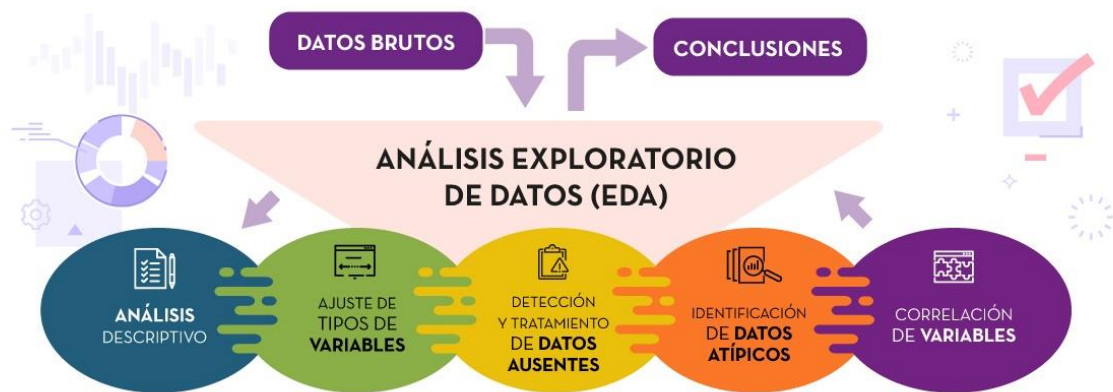 DATOS BRUTOS
CONCLUSIONES
ANÁLISIS EXPLORATORIO
DE DATOS (EDA)
ANÁLISIS
DESCRIPTIVO
AJUSTE DE
TIPOS DE
VARIABLES
DETECCIÓN
Y TRATAMIENTO
DE DATOS
AUSENTES
IDENTIFICACIÓN
DE DATOS
ATÍPICOS
CORRELACIÓN
DE VARIABLES